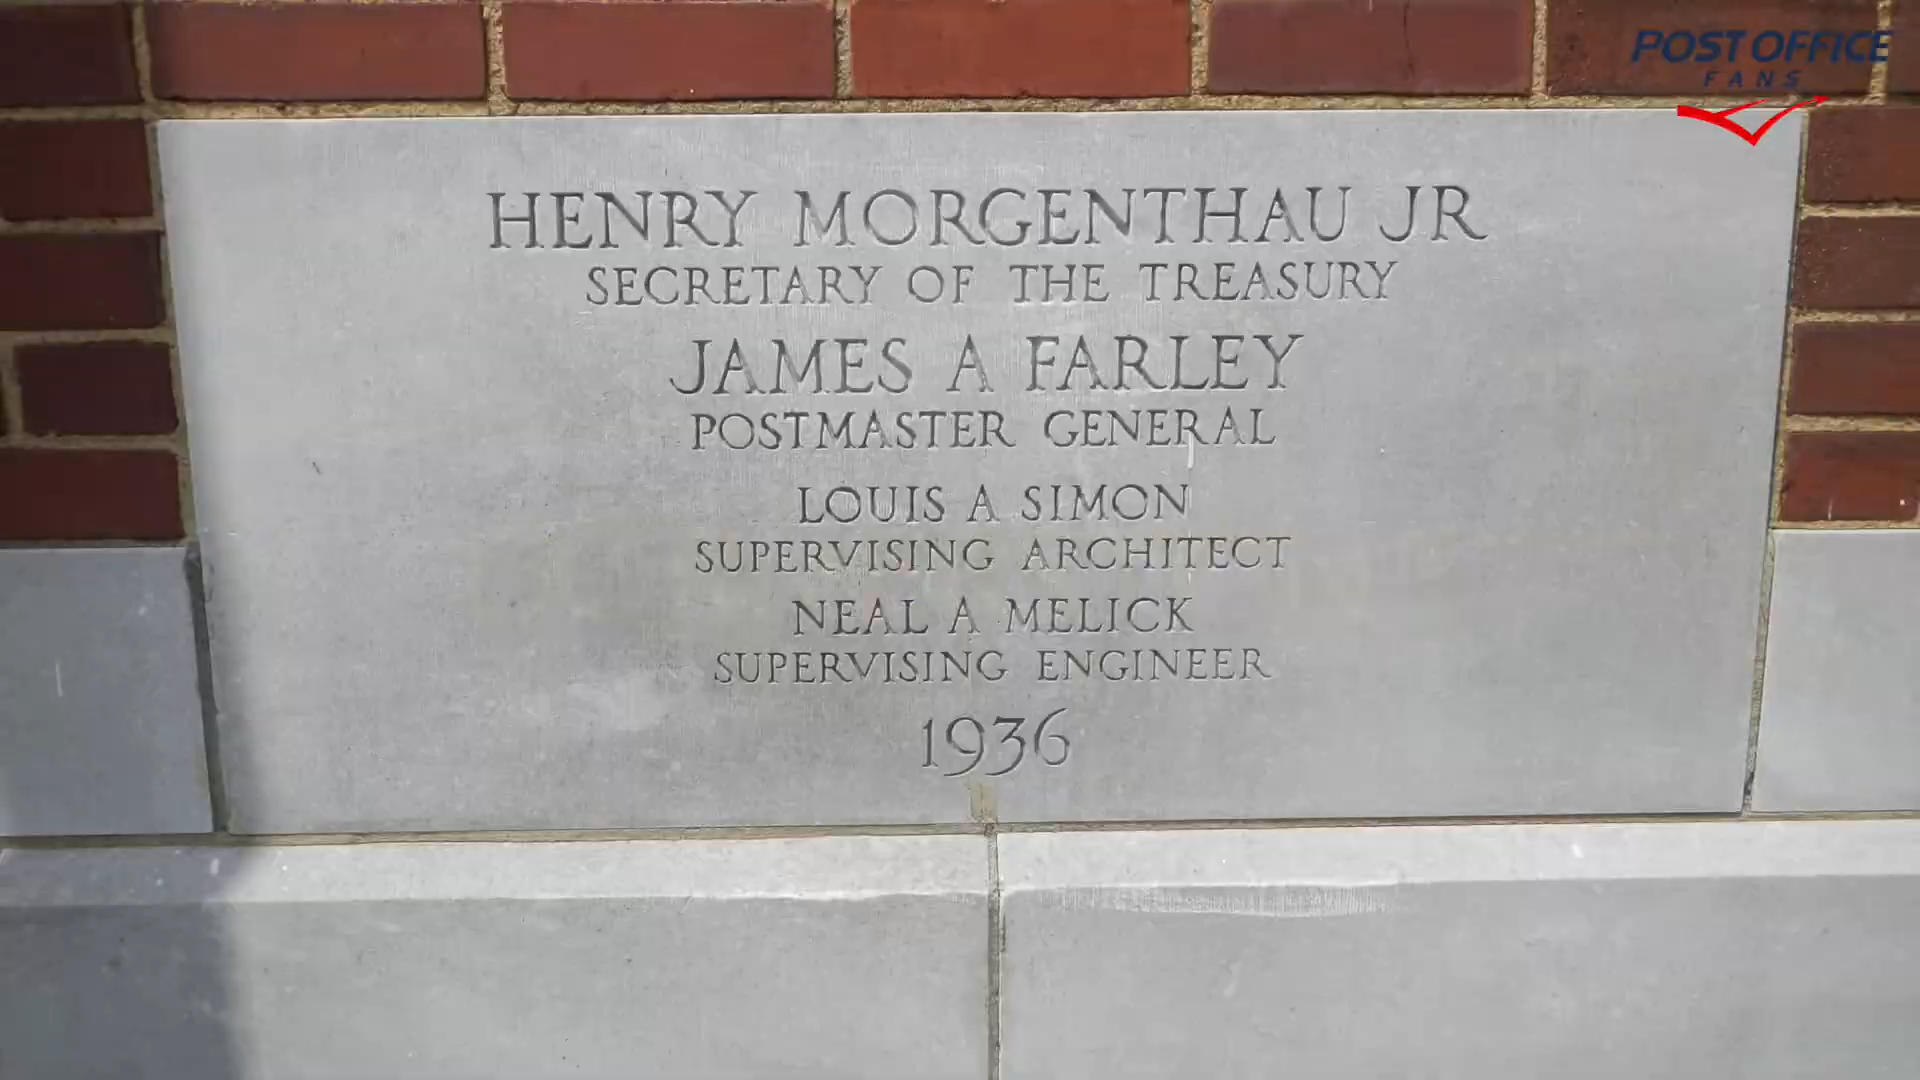 POST OFFICE
FANS
HENRY MORGENTHAU JR
SECRETARY OF THE TREASURY
JAMES A FARLEY
POSTMASTER GENERAL
LOUIS A SIMON
SUPERVISING ARCHITECT
NEAL A MELICK
SUPERVISING ENGINEER
1936